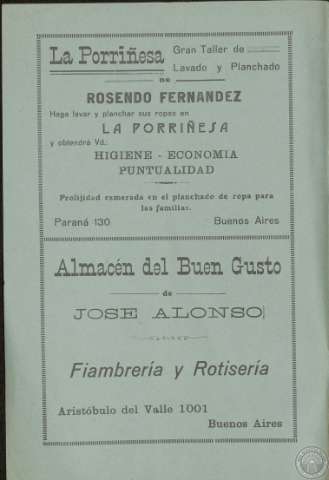 La Porriñesa
Gran Taller de
Lavado y Planchado
DE
ROSENDO FERNANDEZ
Haga lavar y planchar sus ropas en
LA PORRIÑESA
y obtendrá Vd.:
HIGIENE - ECONOMIA
PUNTUALIDAD
Prolijidad esmerada en el planchado de ropa para
las familias.
Paraná 130
Buenos Aires
Almacén del Buen Gusto
de
JOSE ALONSO
Fiambrería y Rotisería
Aristóbulo del Valle 1001
Buenos Aires